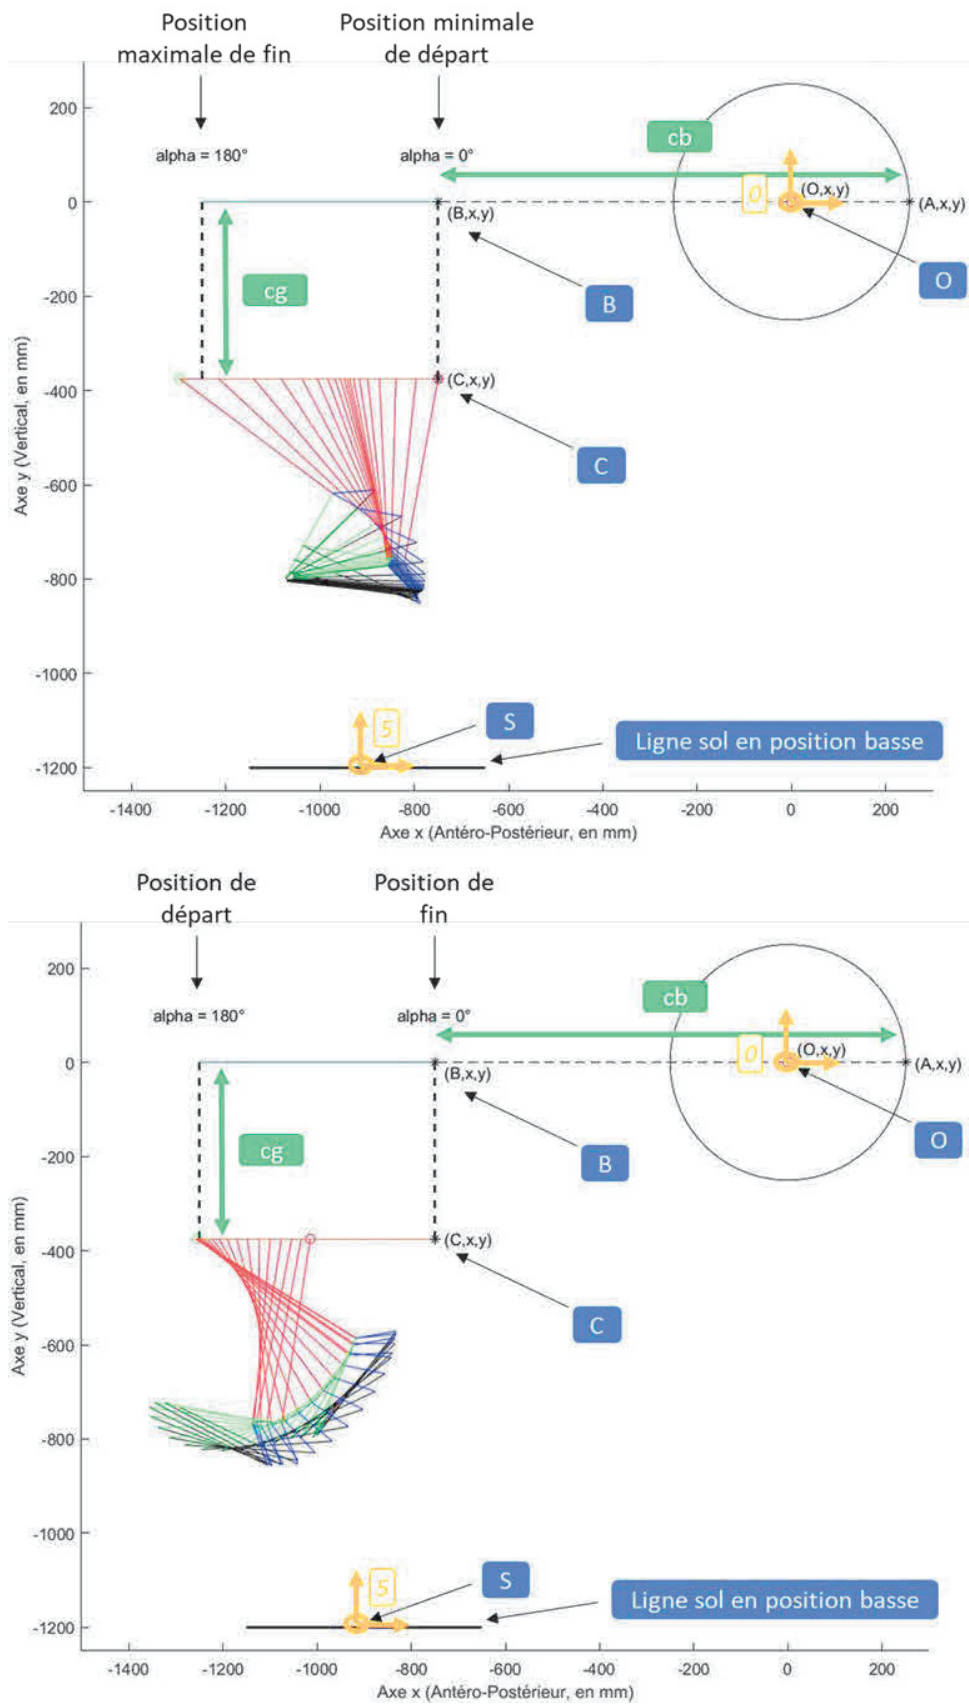 Position
maximale de fin
Position minimale
de départ
200
0
-200
-400
-600
-800
-1000
-1200
Axe y (Vertical, en mm)
alpha = 180°
alpha = 0°
cb
0
(O,x,y)
(A,x,y)
(B,x,y)
O
B
cg
(C,x,y)
C
S
5
Ligne sol en position basse
-1400
-1200
-1000
-800
-600
-400
-200
0
200
Axe x (Antéro-Postérieur, en mm)
Position de
départ
Position de
fin
200
0
-200
-400
-600
-800
-1000
-1200
Axe y (Vertical, en mm)
alpha = 180°
alpha = 0°
cb
0
(O,x,y)
(A,x,y)
(B,x,y)
O
B
cg
(C,x,y)
C
S
5
Ligne sol en position basse
-1400
-1200
-1000
-800
-600
-400
-200
0
200
Axe x (Antéro-Postérieur, en mm)